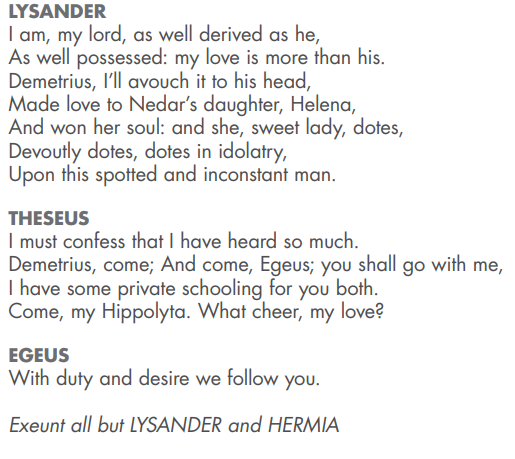 LYSANDER
I am, my lord, as well derived as he,
As well possessed: my love is more than his.
Demetrius, I’ll avouch it to his head,
Made love to Nedar’s daughter, Helena,
And won her soul: and she, sweet lady, dotes,
Devoutly dotes, dotes in idolatry,
Upon this spotted and inconstant man.
THESEUS
I must confess that I have heard so much.
Demetrius, come; And come, Egeus; you shall go with me,
I have some private schooling for you both.
Come, my Hippolyta. What cheer, my love?
EGEUS
With duty and desire we follow you.
Exeunt all but LYSANDER and HERMIA